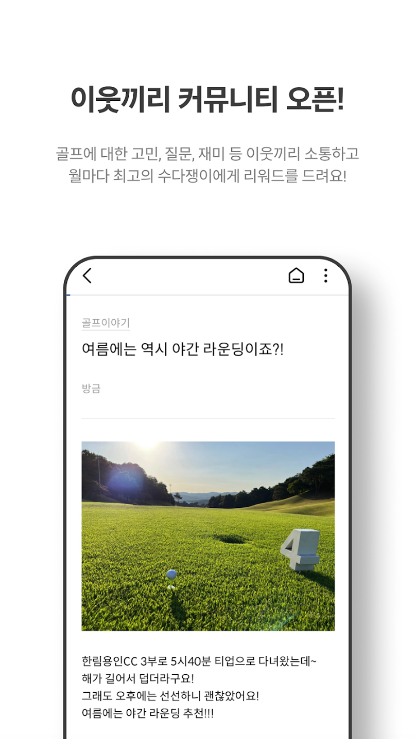 이웃끼리 커뮤니티 오픈!
골프에 대한 고민, 질문, 재미 등 이웃끼리 소통하고
월마다 최고의 수다쟁이에게 리워드를 드려요!
골프이야기
여름에는 역시 야간 라운딩이죠?!
방금
4
한림용인CC 3부로 5시40분 티업으로 다녀왔는데~
해가 길어서 덥더라구요!
그래도 오후에는 선선하니 괜찮았어요!
여름에는 야간 라운딩 추천!!!